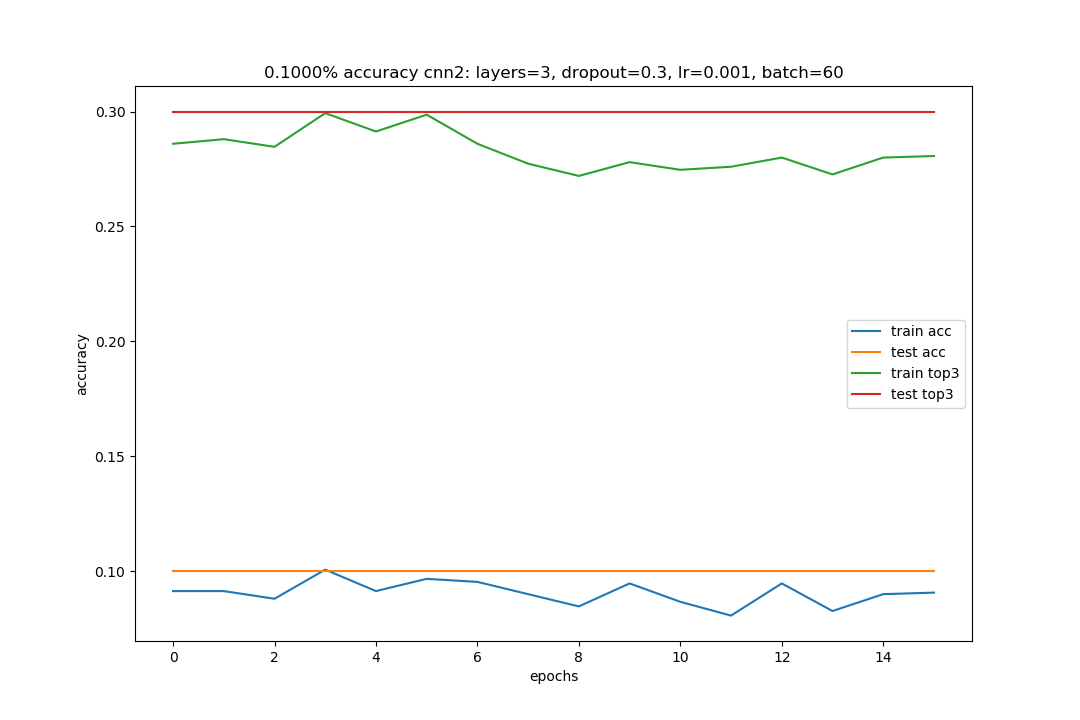 0.1000% accuracy cnn2: layers=3, dropout=0.3, lr=0.001, batch=60
0.30
0.25
0.20
0.15
0.10
accuracy
train acc
test acc
train top3
test top3
0 2 4 6 8 10 12 14
epochs